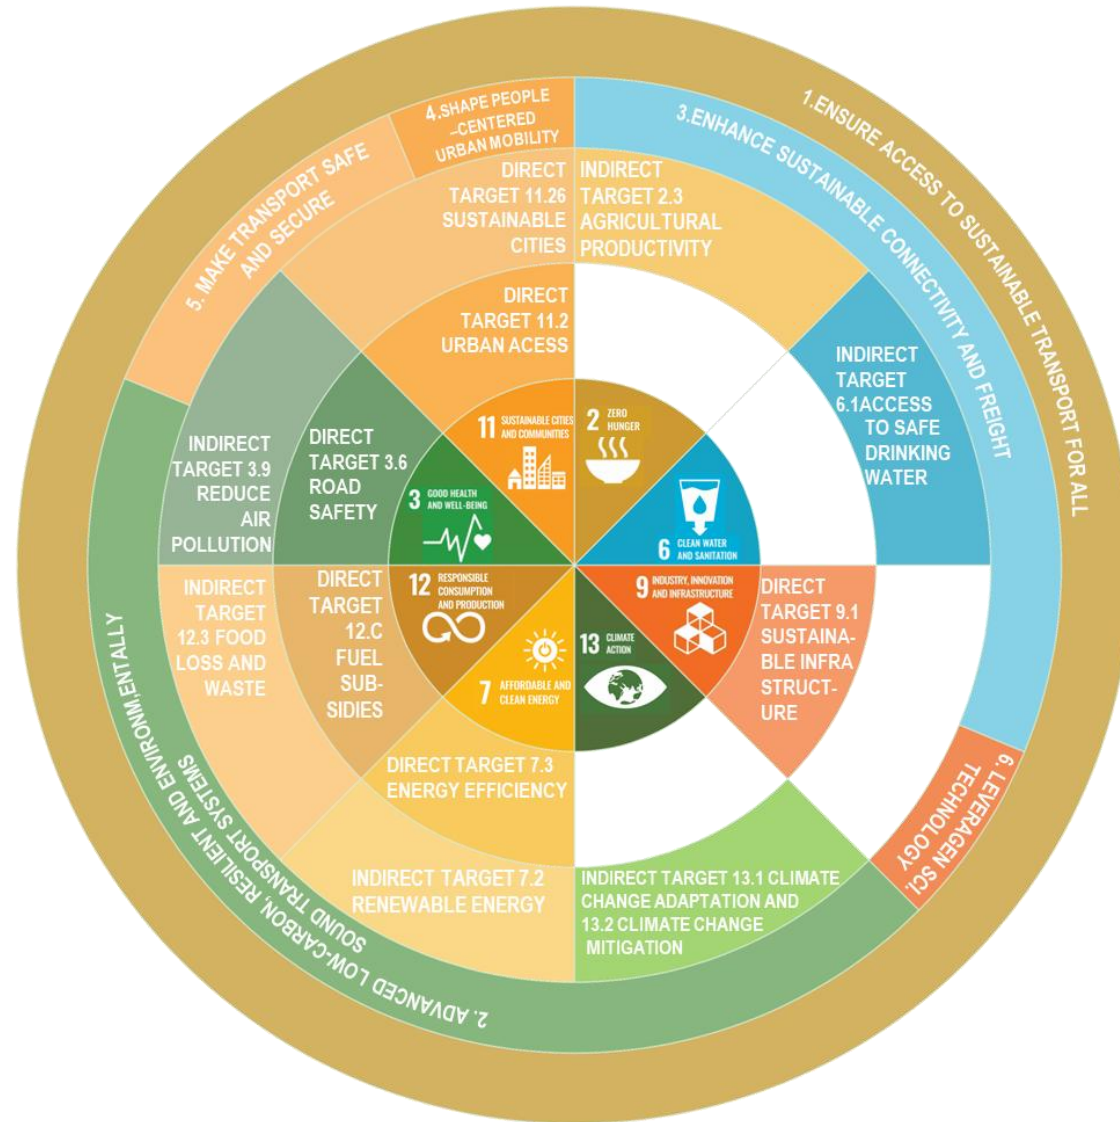 1.ENSURE ACCESS TO SUSTAINABLE TRANSPORT FOR ALL
3.ENHANCE SUSTAINABLE CONNECTIVITY AND FREIGHT
4.SHAPE PEOPLE
–CENTERED
URBAN MOBILITY
5. MAKE TRANSPORT SAFE
AND SECURE
DIRECT
TARGET 11.26
SUSTAINABLE
CITIES
INDIRECT
TARGET 2.3
AGRICULTURAL
PRODUCTIVITY
DIRECT
TARGET 11.2
URBAN ACESS
INDIRECT
TARGET
6.1ACCESS
TO SAFE
DRINKING
WATER
INDIRECT
TARGET 3.9
REDUCE
AIR
POLLUTION
DIRECT
TARGET 3.6
ROAD
SAFETY
11 SUSTAINABLE CITIES
AND COMMUNITIES
2 ZERO
HUNGER
3 GOOD HEALTH
AND WELL-BEING
6 CLEAN WATER
AND SANITATION
12 RESPONSIBLE
CONSUMPTION
AND PRODUCTION
9 INDUSTRY, INNOVATION
AND INFRASTRUCTURE
7 AFFORDABLE AND
CLEAN ENERGY
13 CLIMATE
ACTION
INDIRECT
TARGET
12.3 FOOD
LOSS AND
WASTE
DIRECT
TARGET
12.C
FUEL
SUB-
SIDIES
DIRECT
TARGET 9.1
SUSTAINA-
BLE INFRA
STRUCT-
URE
DIRECT TARGET 7.3
ENERGY EFFICIENCY
INDIRECT TARGET 7.2
RENEWABLE ENERGY
INDIRECT TARGET 13.1 CLIMATE
CHANGE ADAPTATION AND
13.2 CLIMATE CHANGE
MITIGATION
6. LEVERAGEN SCI.
TECHNOLOGY
2. ADVANCED LOW-CARBON, RESILIENT AND ENVIRONM,ENTALLY
SOUND TRANSPORT SYSTEMS